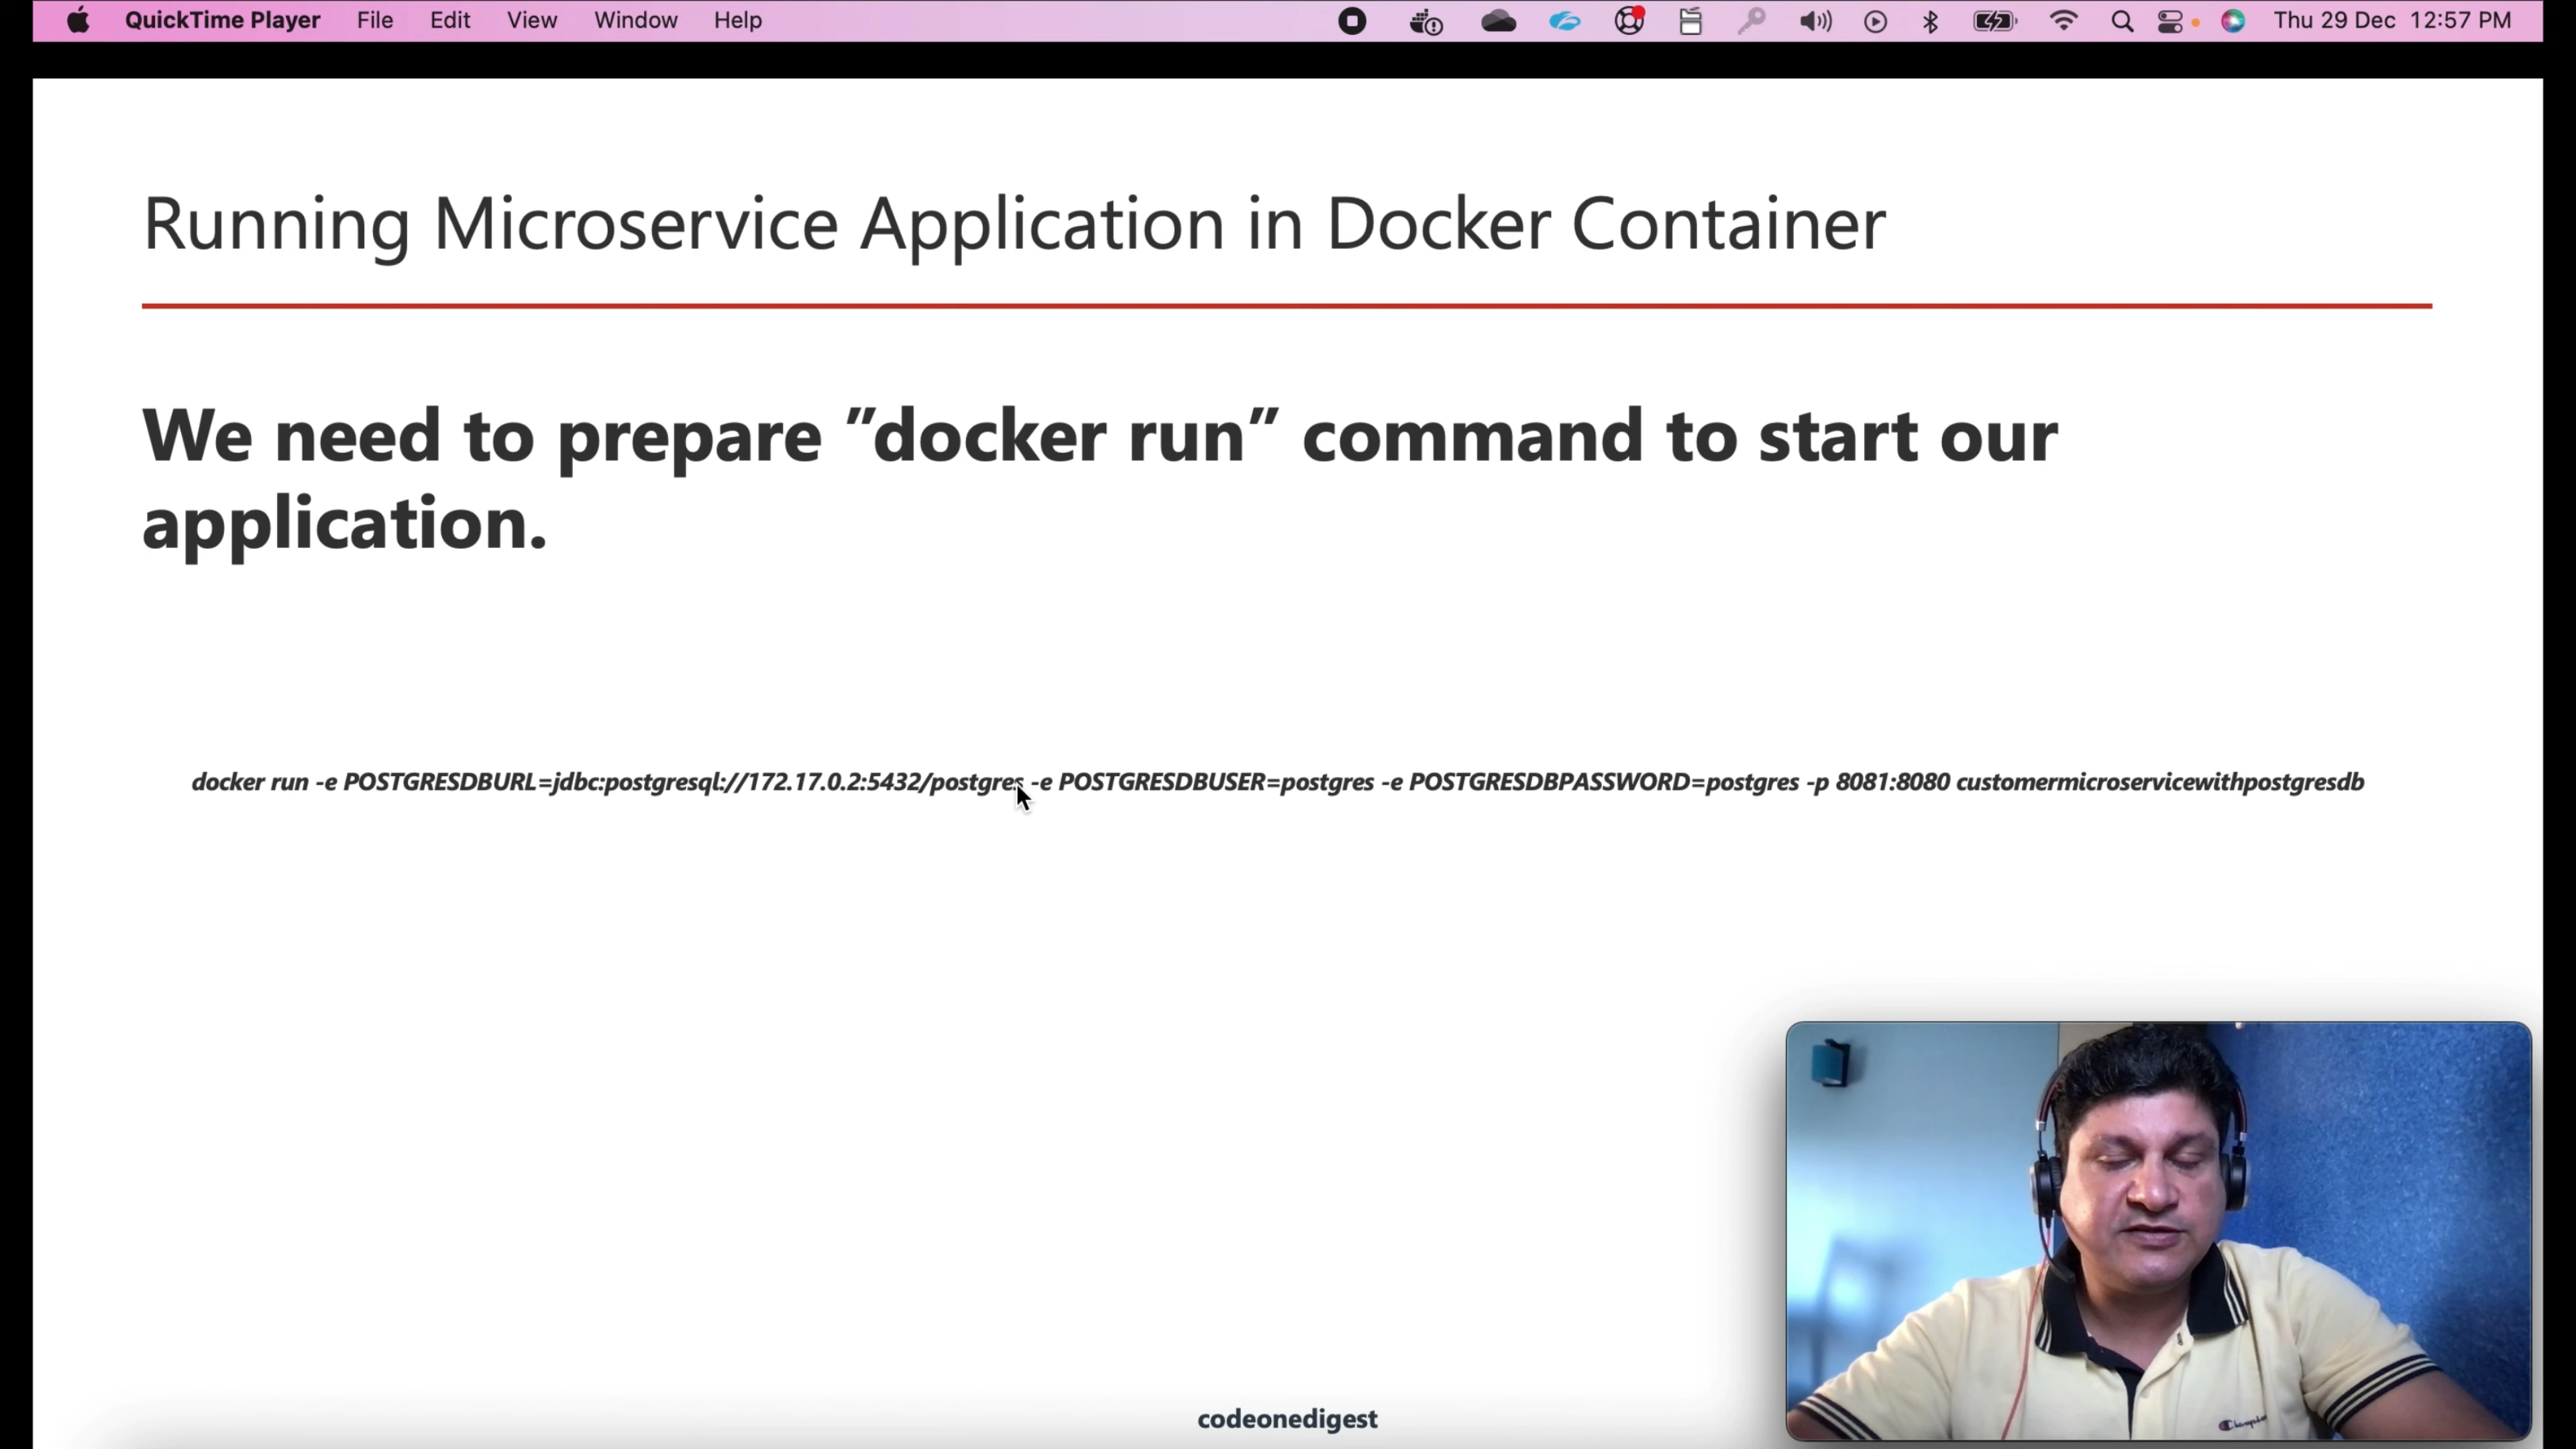 QuickTime Player File Edit View Window Help Thu 29 Dec 12:57 PM
Running Microservice Application in Docker Container
We need to prepare ”docker run” command to start our
application.
docker run -e POSTGRESDBURL=jdbc:postgresql://172.17.0.2:5432/postgres -e POSTGRESDBUSER=postgres -e POSTGRESDBPASSWORD=postgres -p 8081:8080 customermicroservicewithpostgresdb
Champion
codeonedigest